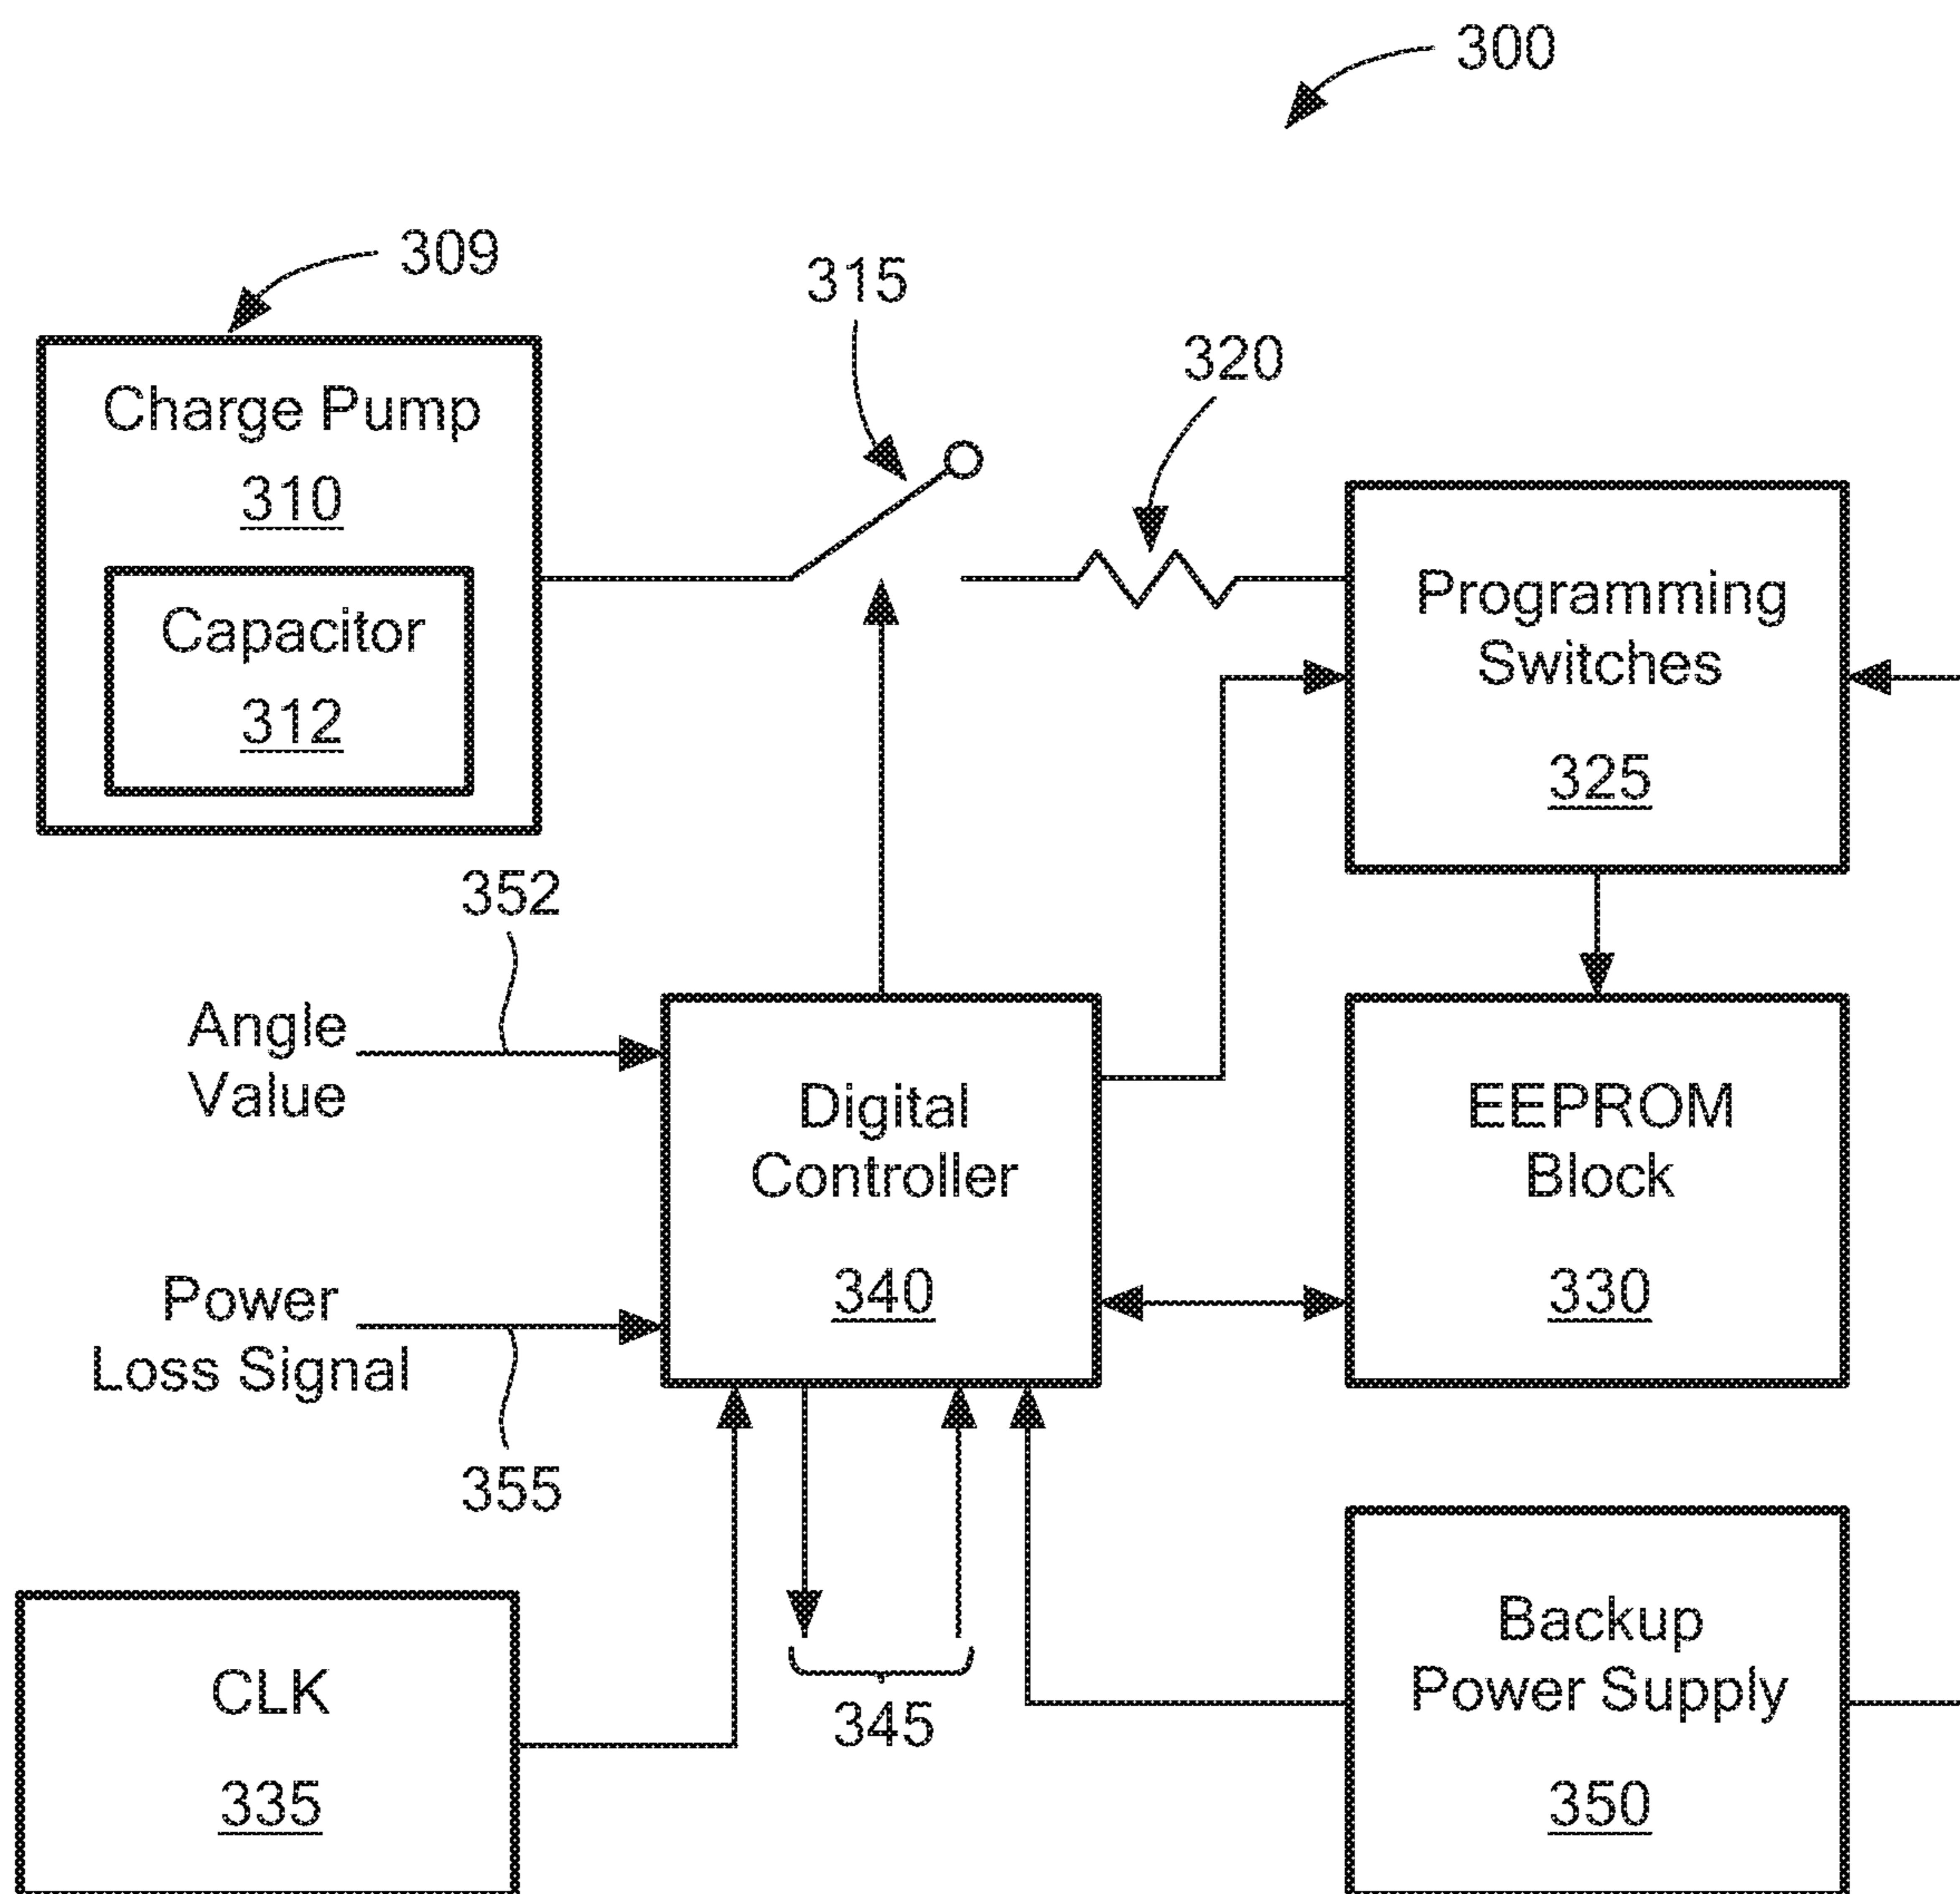 300
309
315
320
Charge Pump
310
Capacitor
312
Programming
Switches
325
352
Angle
Value
Digital
Controller
340
EEPROM
Block
330
Power
Loss Signal
355
CLK
335
345
Backup
Power Supply
350